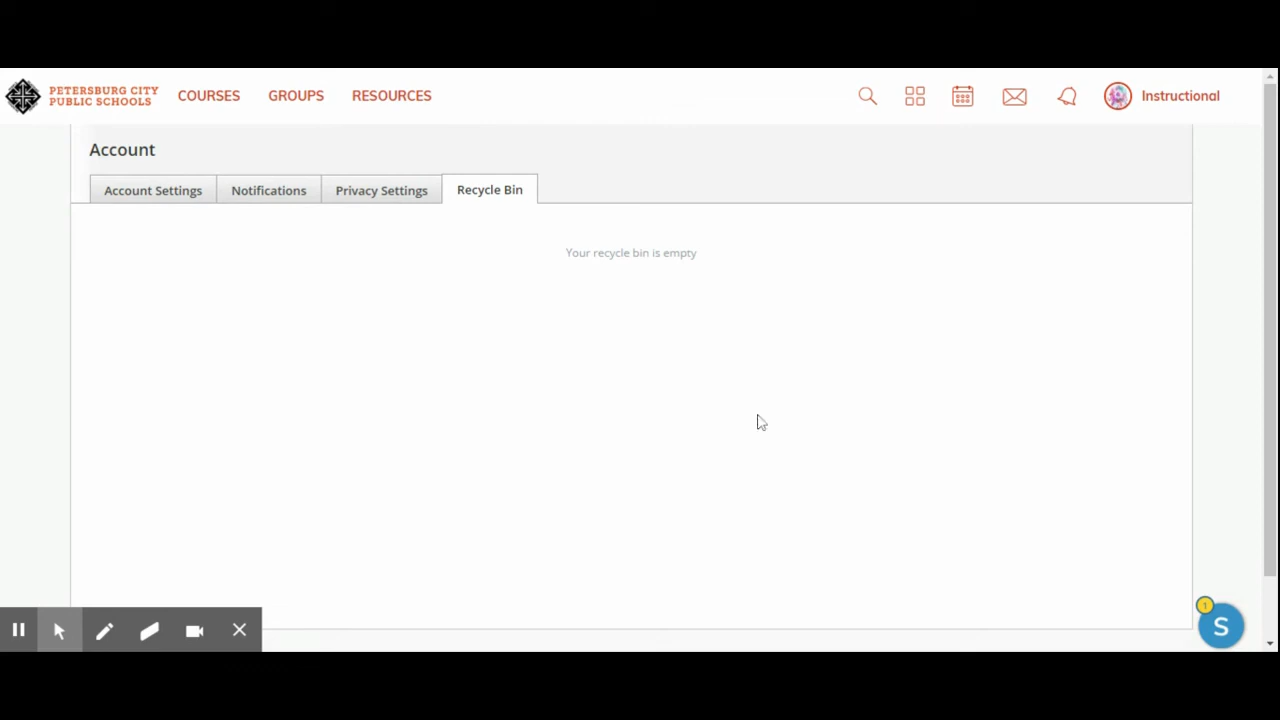 PETERSBURG CITY
PUBLIC SCHOOLS
COURSES GROUPS RESOURCES Instructional
Account
Account Settings Notifications Privacy Settings Recycle Bin
Your recycle bin is empty
1
S